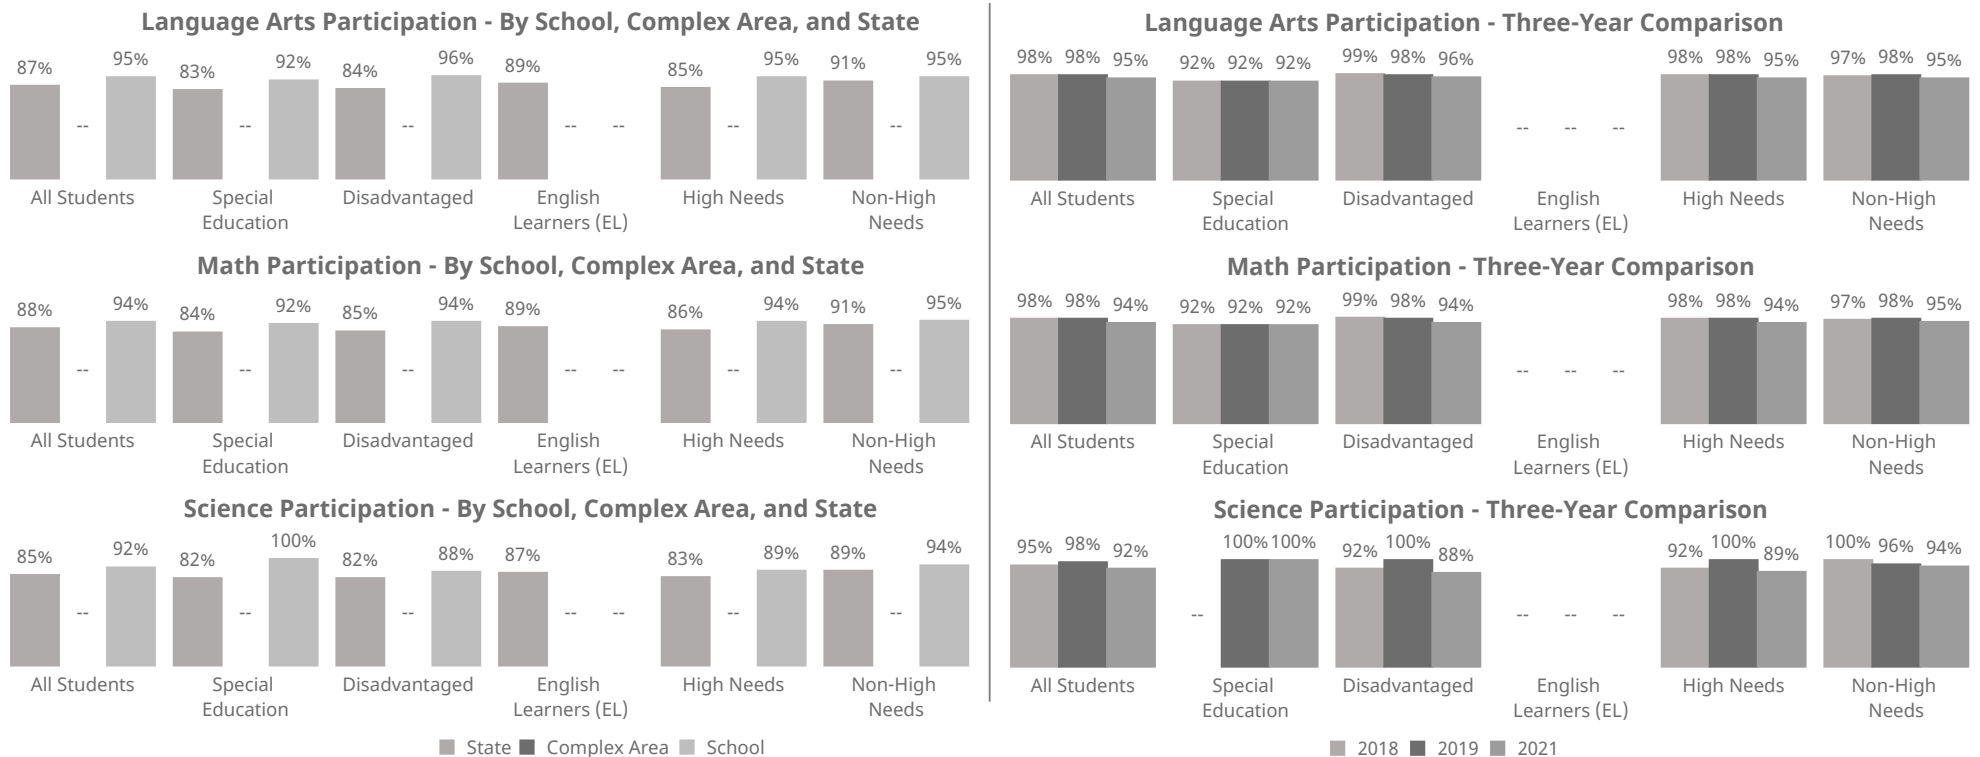 Language Arts Participation - By School, Complex Area, and State
87% -- 95% 83% -- 92% 84% -- 96% 89% -- -- 85% -- 95% 91% -- 95%
All Students Special Disadvantaged English High Needs Non-High
Education Learners (EL) Needs
Math Participation - By School, Complex Area, and State
88% -- 94% 84% -- 92% 85% -- 94% 89% -- -- 86% -- 94% 91% -- 95%
All Students Special Disadvantaged English High Needs Non-High
Education Learners (EL) Needs
Science Participation - By School, Complex Area, and State
85% -- 92% 82% -- 100% 82% -- 88% 87% -- -- 83% -- 89% 89% -- 94%
All Students Special Disadvantaged English High Needs Non-High
Education Learners (EL) Needs
State Complex Area School
Language Arts Participation - Three-Year Comparison
98% 98% 95% 92% 92% 92% 99% 98% 96% -- -- -- 98% 98% 95% 97% 98% 95%
All Students Special Disadvantaged English High Needs Non-High
Education Learners (EL) Needs
Math Participation - Three-Year Comparison
98% 98% 94% 92% 92% 92% 99% 98% 94% -- -- -- 98% 98% 94% 97% 98% 95%
All Students Special Disadvantaged English High Needs Non-High
Education Learners (EL) Needs
Science Participation - Three-Year Comparison
95% 98% 92% -- 100% 100% 92% 100% 88% -- -- -- 92% 100% 89% 100% 96% 94%
All Students Special Disadvantaged English High Needs Non-High
Education Learners (EL) Needs
2018 2019 2021